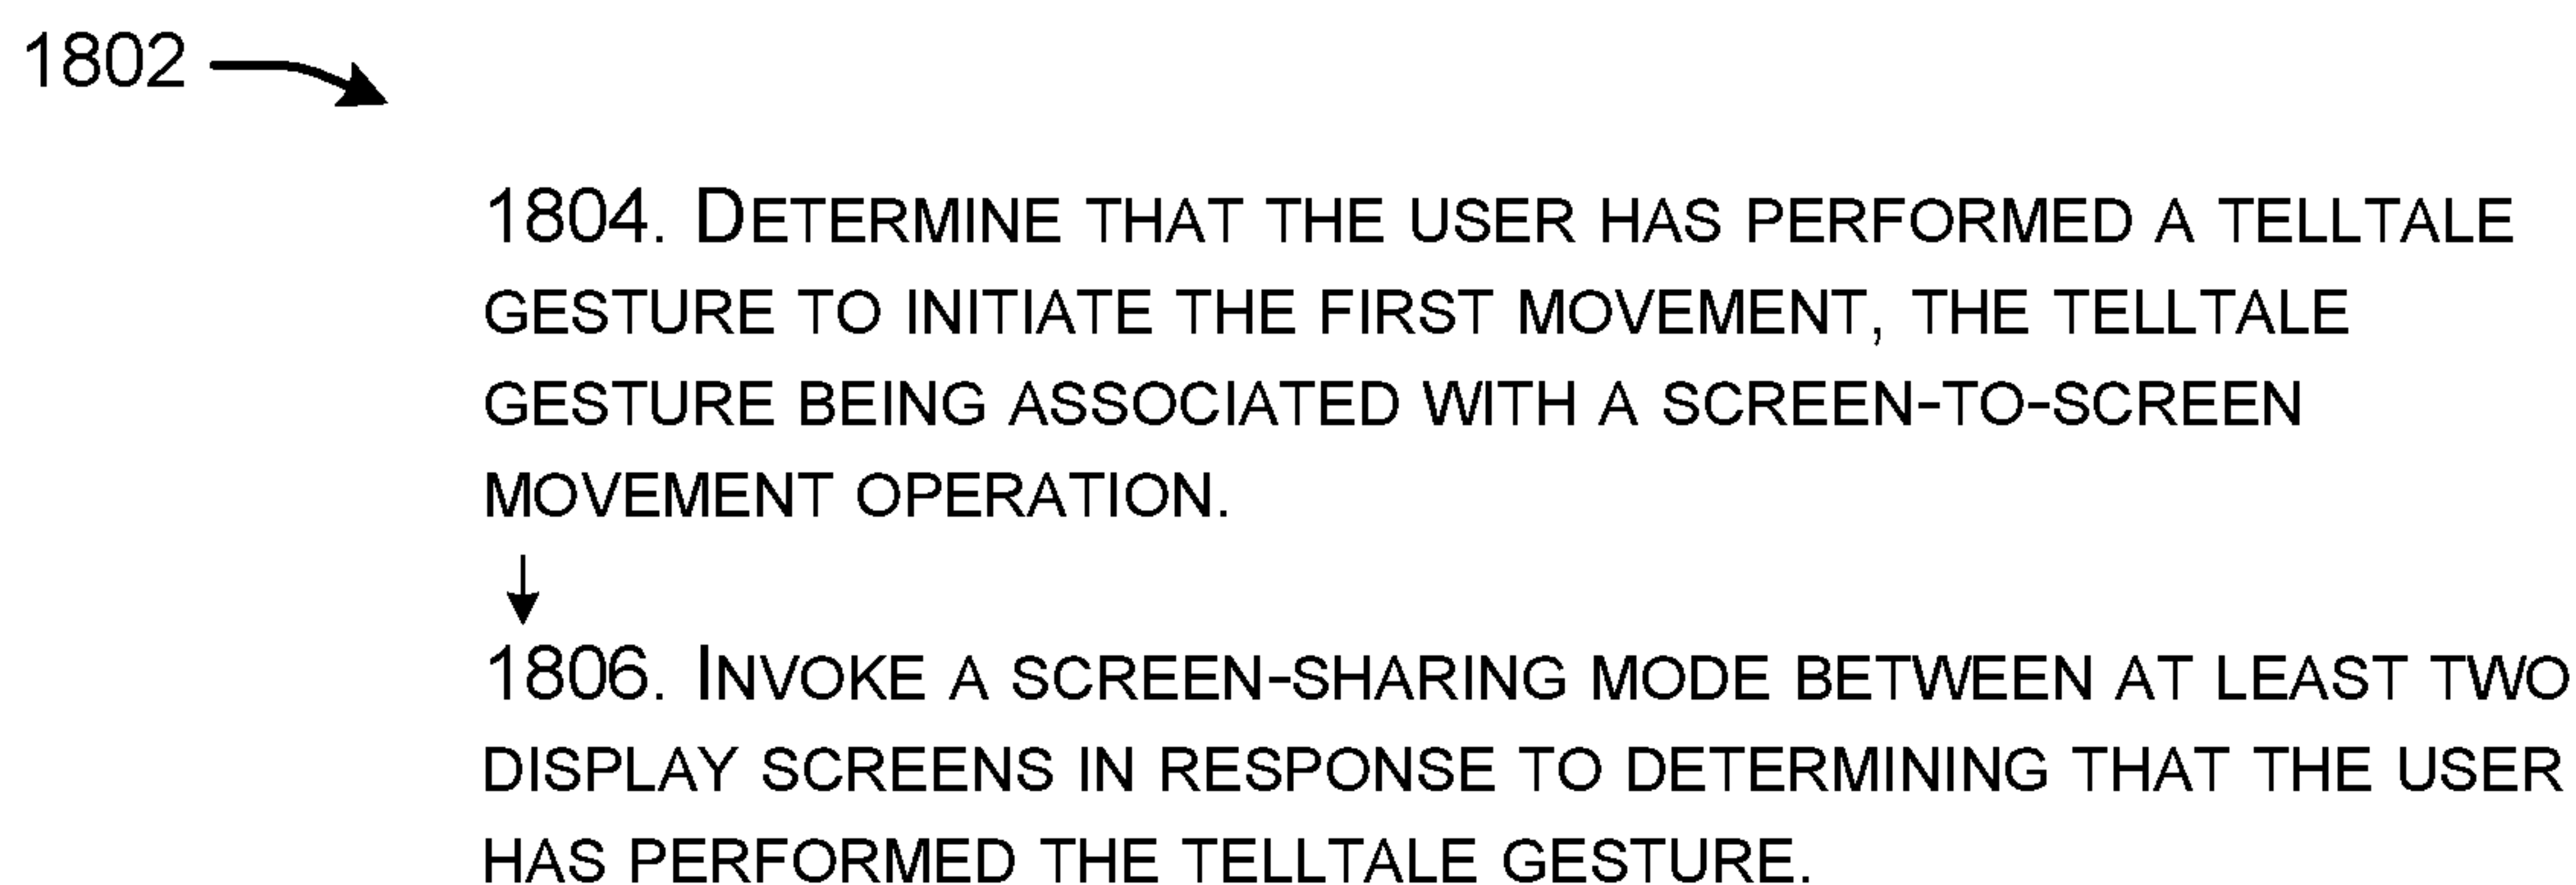 1802
1804. DETERMINE THAT THE USER HAS PERFORMED A TELLTALE
GESTURE TO INITIATE THE FIRST MOVEMENT, THE TELLTALE
GESTURE BEING ASSOCIATED WITH A SCREEN-TO-SCREEN
MOVEMENT OPERATION.
1806. INVOKE A SCREEN-SHARING MODE BETWEEN AT LEAST TWO
DISPLAY SCREENS IN RESPONSE TO DETERMINING THAT THE USER
HAS PERFORMED THE TELLTALE GESTURE.